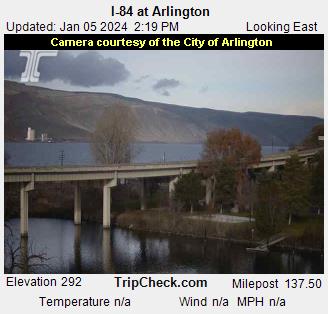 I-84 at Arlington
Updated: Jan 05 2024 2:19 PM Looking East
Camera courtesy of the City of Arlington
Elevation 292 TripCheck.com Milepost 137.50
Temperature n/a Wind n/a MPH n/a